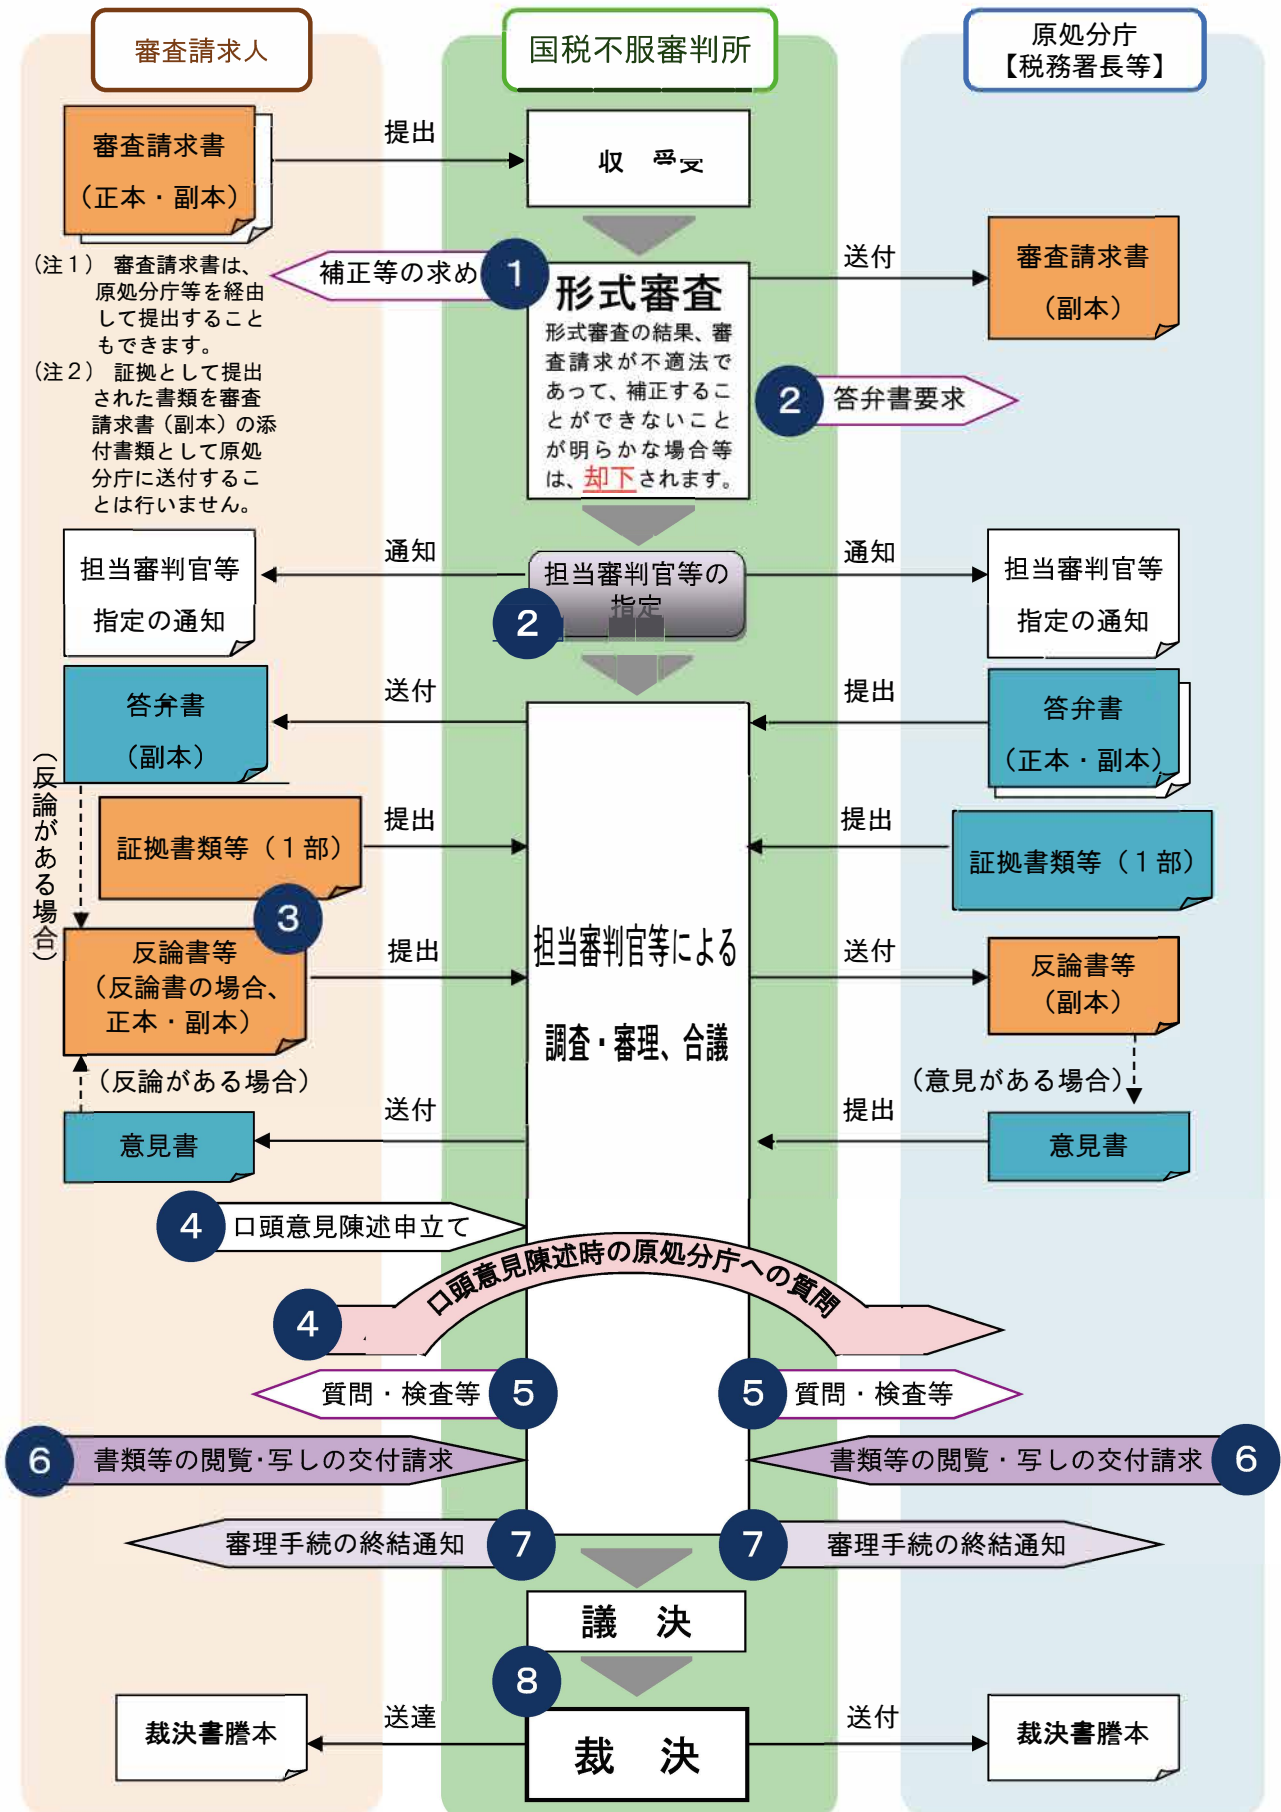 審査請求人
国税不服審判所
原処分庁
【税務署長等】
審査請求書
（正本・副本）
提出
収　受
（注１）　審査請求書は、
原処分庁等を経由
して提出すること
もできます。
（注２）　証拠として提出
された書類を審査
請求書（副本）の添
付書類として原処
分庁に送付するこ
とは行いません。
補正等の求め
1
形式審査
形式審査の結果、審
査請求が不適法で
あって、補正するこ
とができないこと
が明らかな場合等
は、却下されます。
送付
審査請求書
（副本）
2
答弁書要求
担当審判官等
指定の通知
通知
担当審判官等の
指定
2
通知
担当審判官等
指定の通知
答弁書
（副本）
送付
提出
答弁書
（正本・副本）
（反論がある場合）
証拠書類等（１部）
提出
提出
証拠書類等（１部）
3
反論書等
（反論書の場合、
正本・副本）
提出
担当審判官等による
調査・審理、合議
送付
反論書等
（副本）
（反論がある場合）
（意見がある場合）
意見書
送付
提出
意見書
4
口頭意見陳述申立て
口頭意見陳述時の原処分庁への質問
4
質問・検査等
5
5
質問・検査等
6
書類等の閲覧・写しの交付請求
書類等の閲覧・写しの交付請求
6
審理手続の終結通知
7
7
審理手続の終結通知
議　決
8
裁決書謄本
送達
裁　決
送付
裁決書謄本